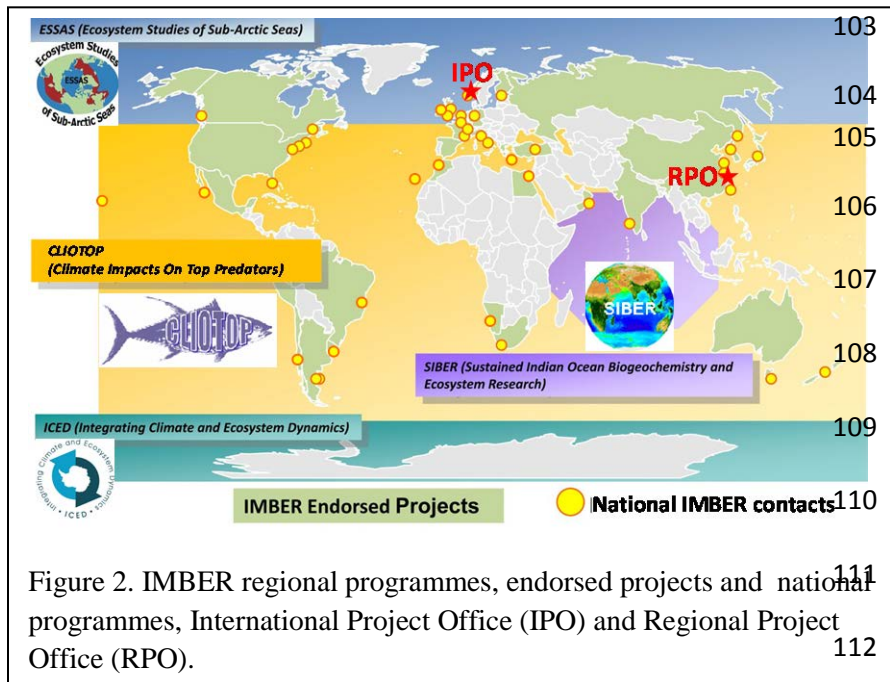 ESSAS (Ecosystem Studies of Sub-Arctic Seas)
Ecosystem Studies
ESSAS
of Sub-Arctic Seas
IPO
RPO
CLIOTOP
(Climate Impacts On Top Predators)
CLIOTOP
SIBER
SIBER (Sustained Indian Ocean Biogeochemistry and
Ecosystem Research)
ICED (Integrating Climate and Ecosystem Dynamics)
Integrating Climate and Ecosystem Dynamics
• ICED •
IMBER Endorsed Projects
National IMBER contacts
103
104
105
106
107
108
109
110
111
112
Figure 2. IMBER regional programmes, endorsed projects and national
programmes, International Project Office (IPO) and Regional Project
Office (RPO).